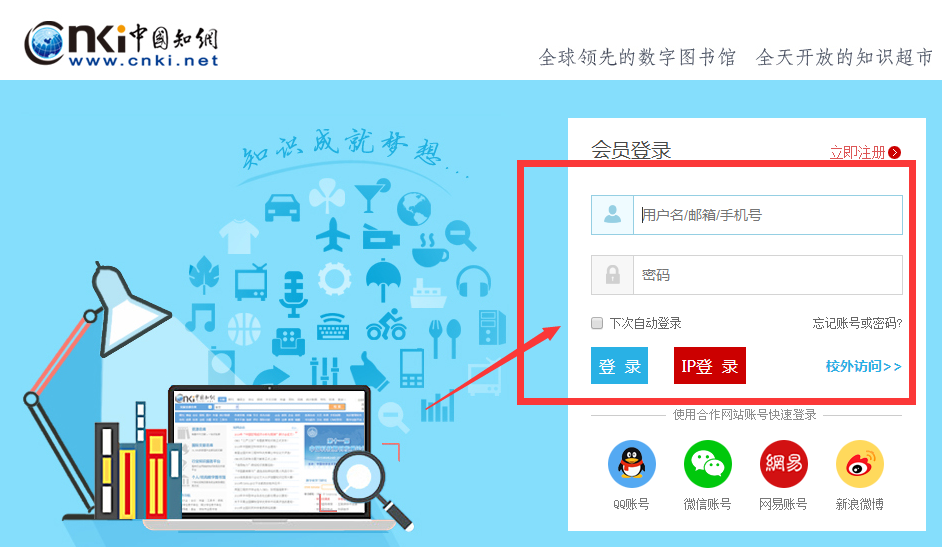 Cnki中国知網
www.cnki.net
全球领先的数字图书馆 全天开放的知识超市
知识成就梦想...
会员登录
立即注册
用户名/邮箱/手机号
密码
下次自动登录
忘记账号或密码?
登 录
IP登 录
校外访问>>
使用合作网站账号快速登录
網易
QQ账号
微信账号
网易账号
新浪微博